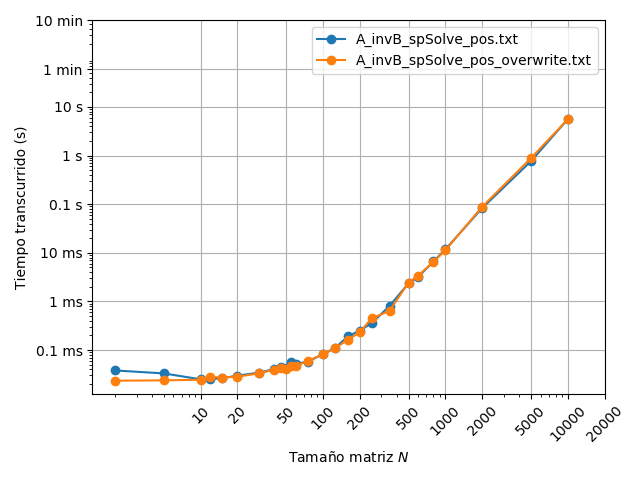 10 min
1 min
10 s
1 s
0.1 s
10 ms
1 ms
0.1 ms
Tiempo transcurrido (s)
A_invB_spSolve_pos.txt
A_invB_spSolve_pos_overwrite.txt
10
20
50
100
200
500
1000
2000
5000
10000
20000
Tamaño matriz N